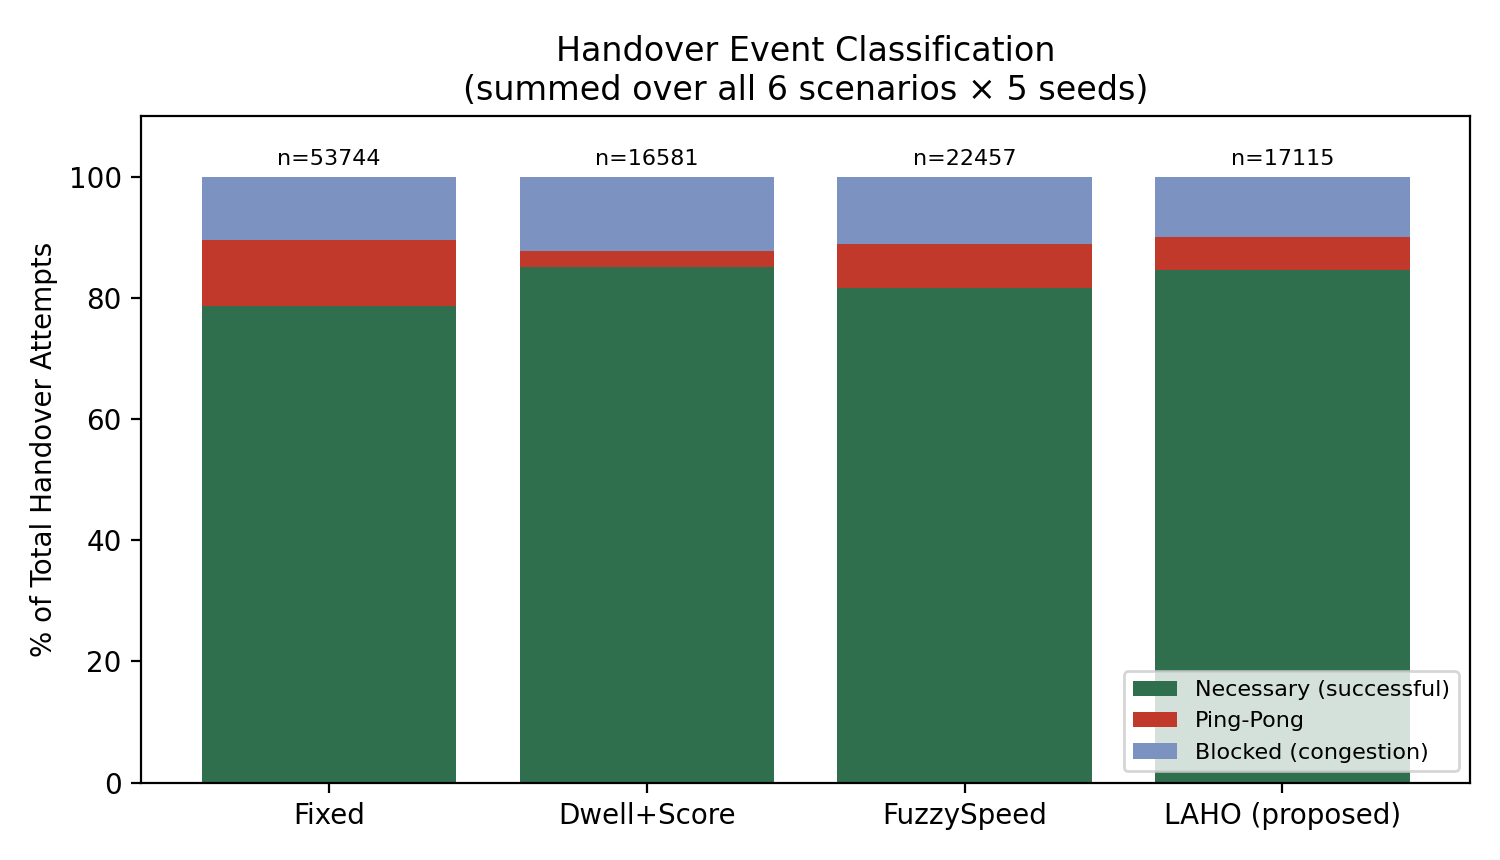 Handover Event Classification
(summed over all 6 scenarios × 5 seeds)
% of Total Handover Attempts
100
80
60
40
20
0
n=53744
n=16581
n=22457
n=17115
Necessary (successful)
Ping-Pong
Blocked (congestion)
Fixed
Dwell+Score
FuzzySpeed
LAHO (proposed)